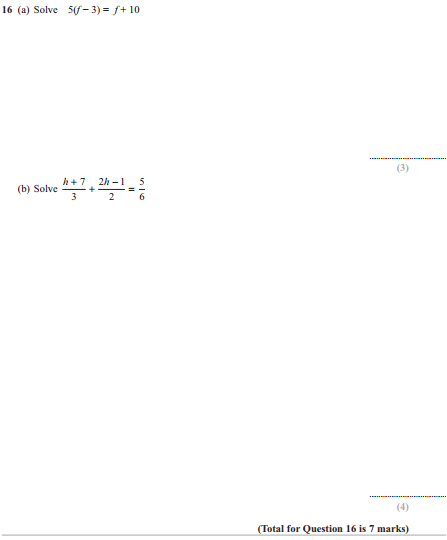 16 (a) Solve 5(f − 3) = f + 10
(3)
(b) Solve (h + 7)/3 + (2h − 1)/2 = 5/6
(4)
(Total for Question 16 is 7 marks)